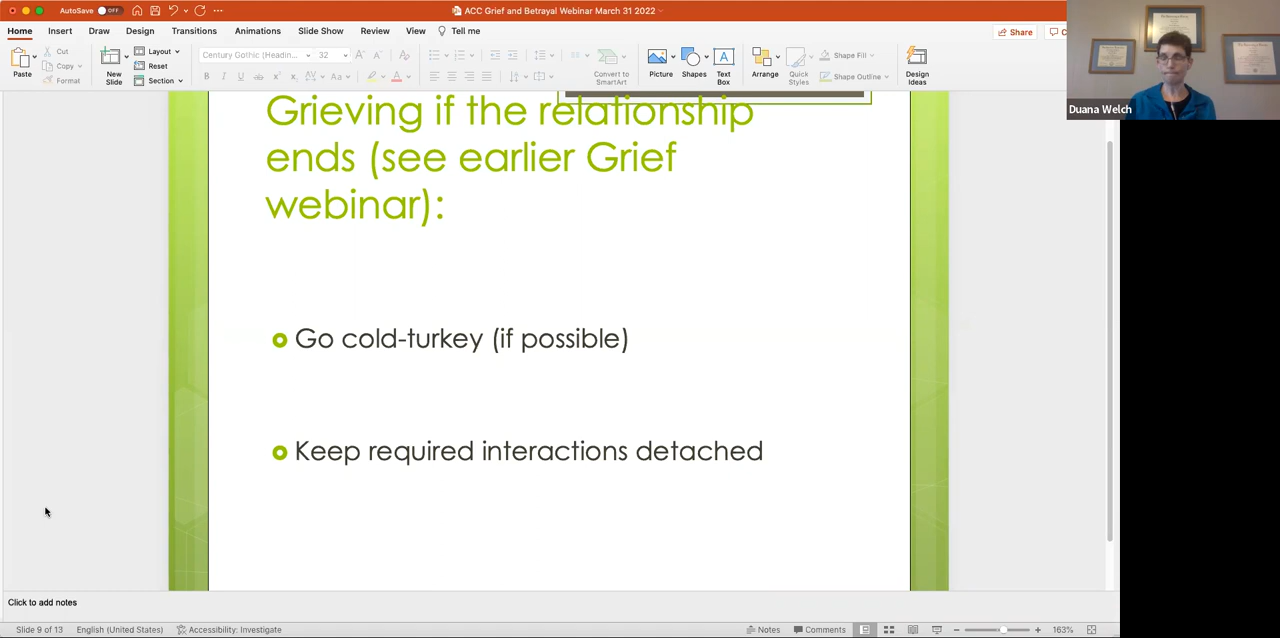 AutoSave OFF
ACC Grief and Betrayal Webinar March 31 2022
Home Insert Draw Design Transitions Animations Slide Show Review View Tell me
Share
Paste
Cut
Copy
Format
New Slide
Layout
Reset
Section
Century Gothic (Headin... 32
Convert to SmartArt
Picture
Shapes
Text Box
Arrange
Quick Styles
Shape Fill
Shape Outline
Design Ideas
Duana Welch
Grieving if the relationship
ends (see earlier Grief
webinar):
Go cold-turkey (if possible)
Keep required interactions detached
Click to add notes
Slide 9 of 13 English (United States) Accessibility: Investigate Notes Comments 163%